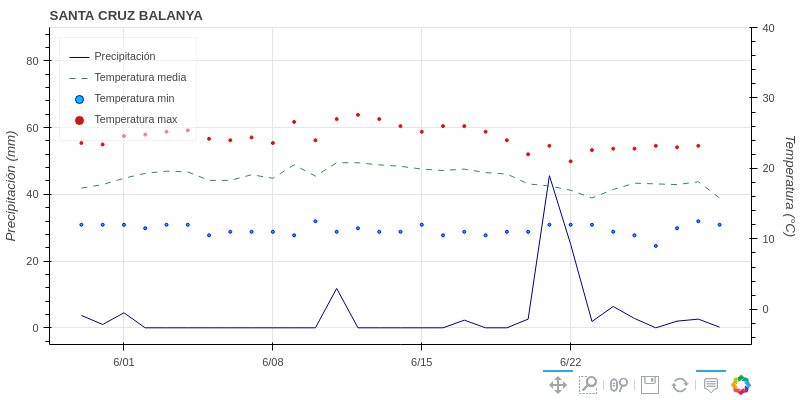 SANTA CRUZ BALANYA
Precipitación
Temperatura media
Temperatura min
Temperatura max
Precipitación (mm)
80
60
40
20
0
40
30
20
10
0
Temperatura (°C)
6/01
6/08
6/15
6/22